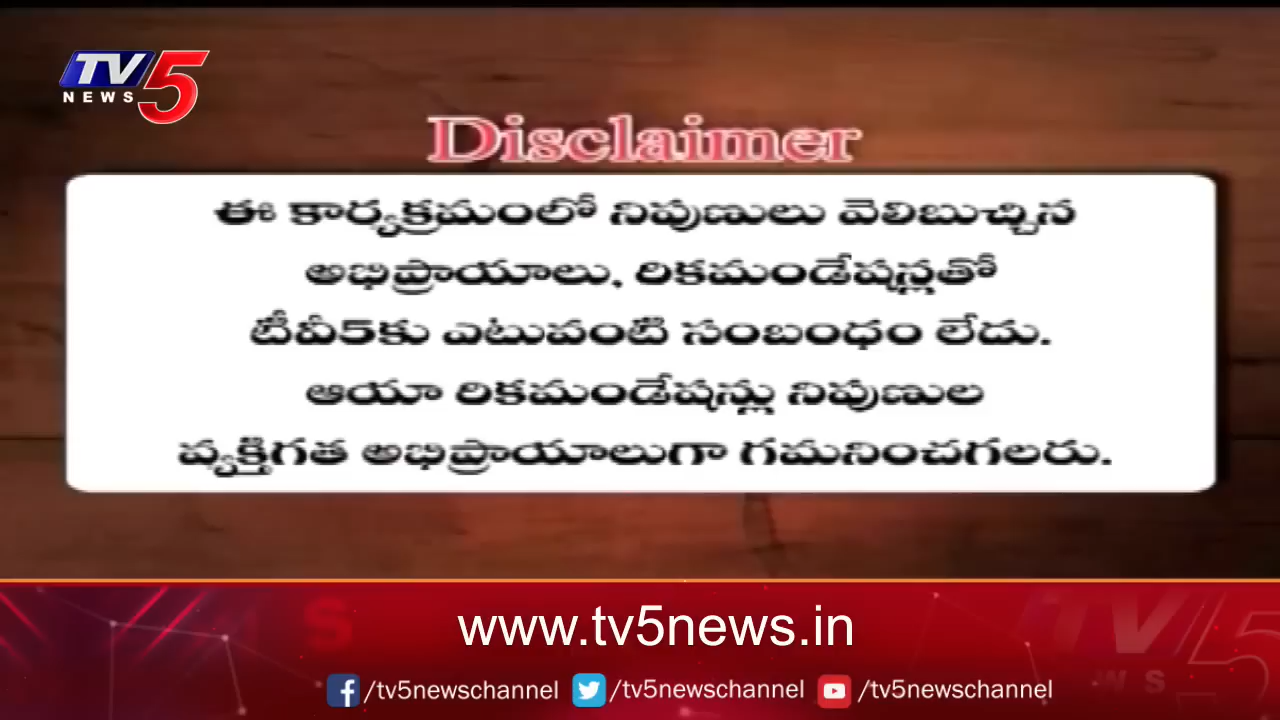 TV5
NEWS
Disclaimer
ఈ కార్యక్రమంలో నిపుణులు వెలిబుచ్చిన
అభిప్రాయాలు, రికమండేషన్లతో
టీవీ5కు ఎటువంటి సంబంధం లేదు.
ఆయా రికమండేషన్లు నిపుణుల
వ్యక్తిగత అభిప్రాయాలుగా గమనించగలరు.
www.tv5news.in
/tv5newschannel /tv5newschannel /tv5newschannel